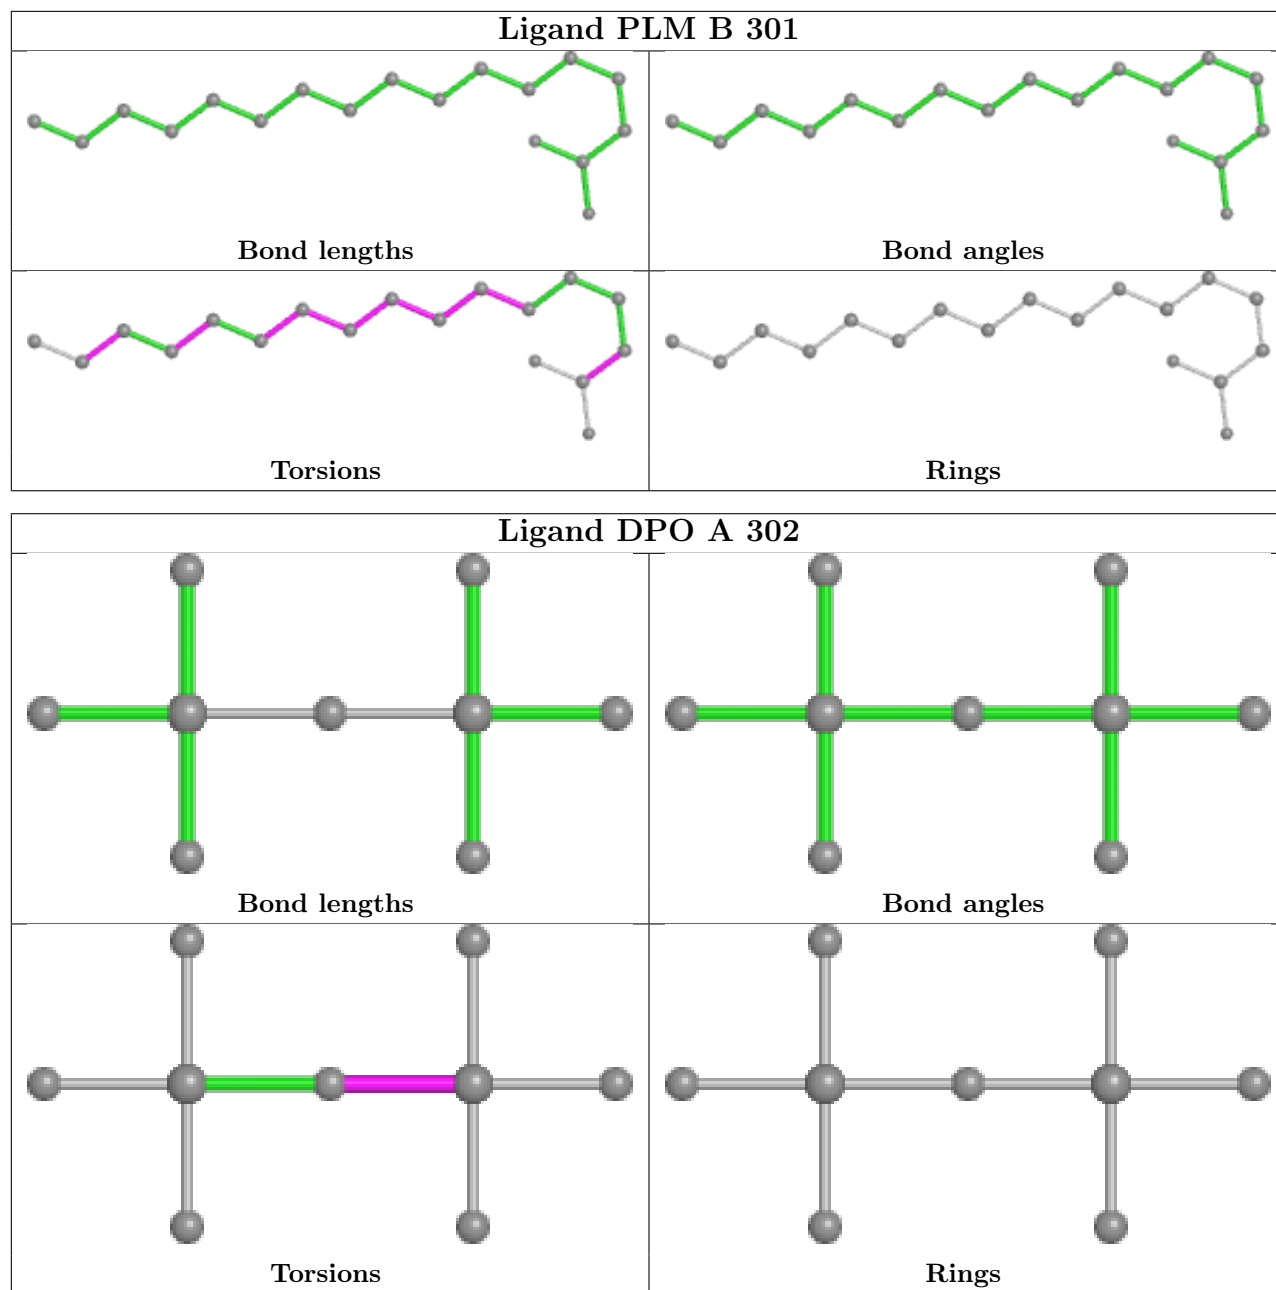 Ligand PLM B 301
Bond lengths
Bond angles
Torsions
Rings
Ligand DPO A 302
Bond lengths
Bond angles
Torsions
Rings